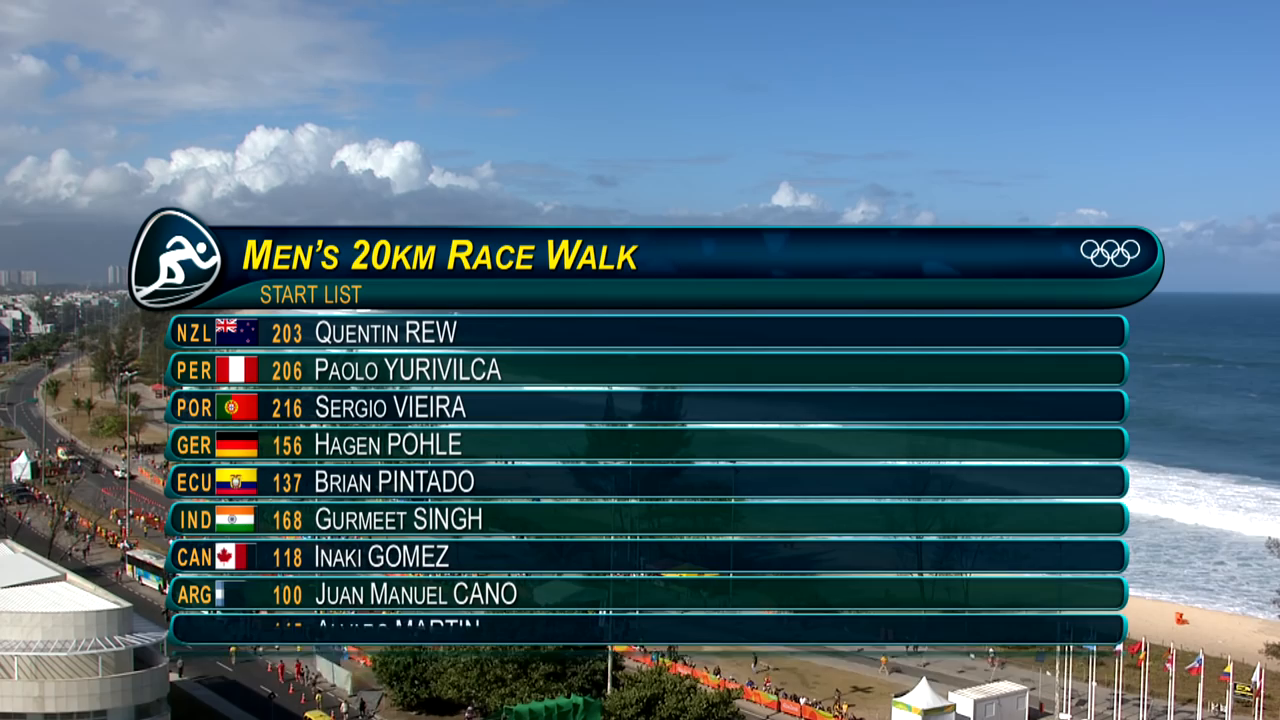 MEN'S 20KM RACE WALK
START LIST
NZL 203 QUENTIN REW
PER 206 PAOLO YURIVILCA
POR 216 SERGIO VIEIRA
GER 156 HAGEN POHLE
ECU 137 BRIAN PINTADO
IND 168 GURMEET SINGH
CAN 118 INAKI GOMEZ
ARG 100 JUAN MANUEL CANO
MARTIN